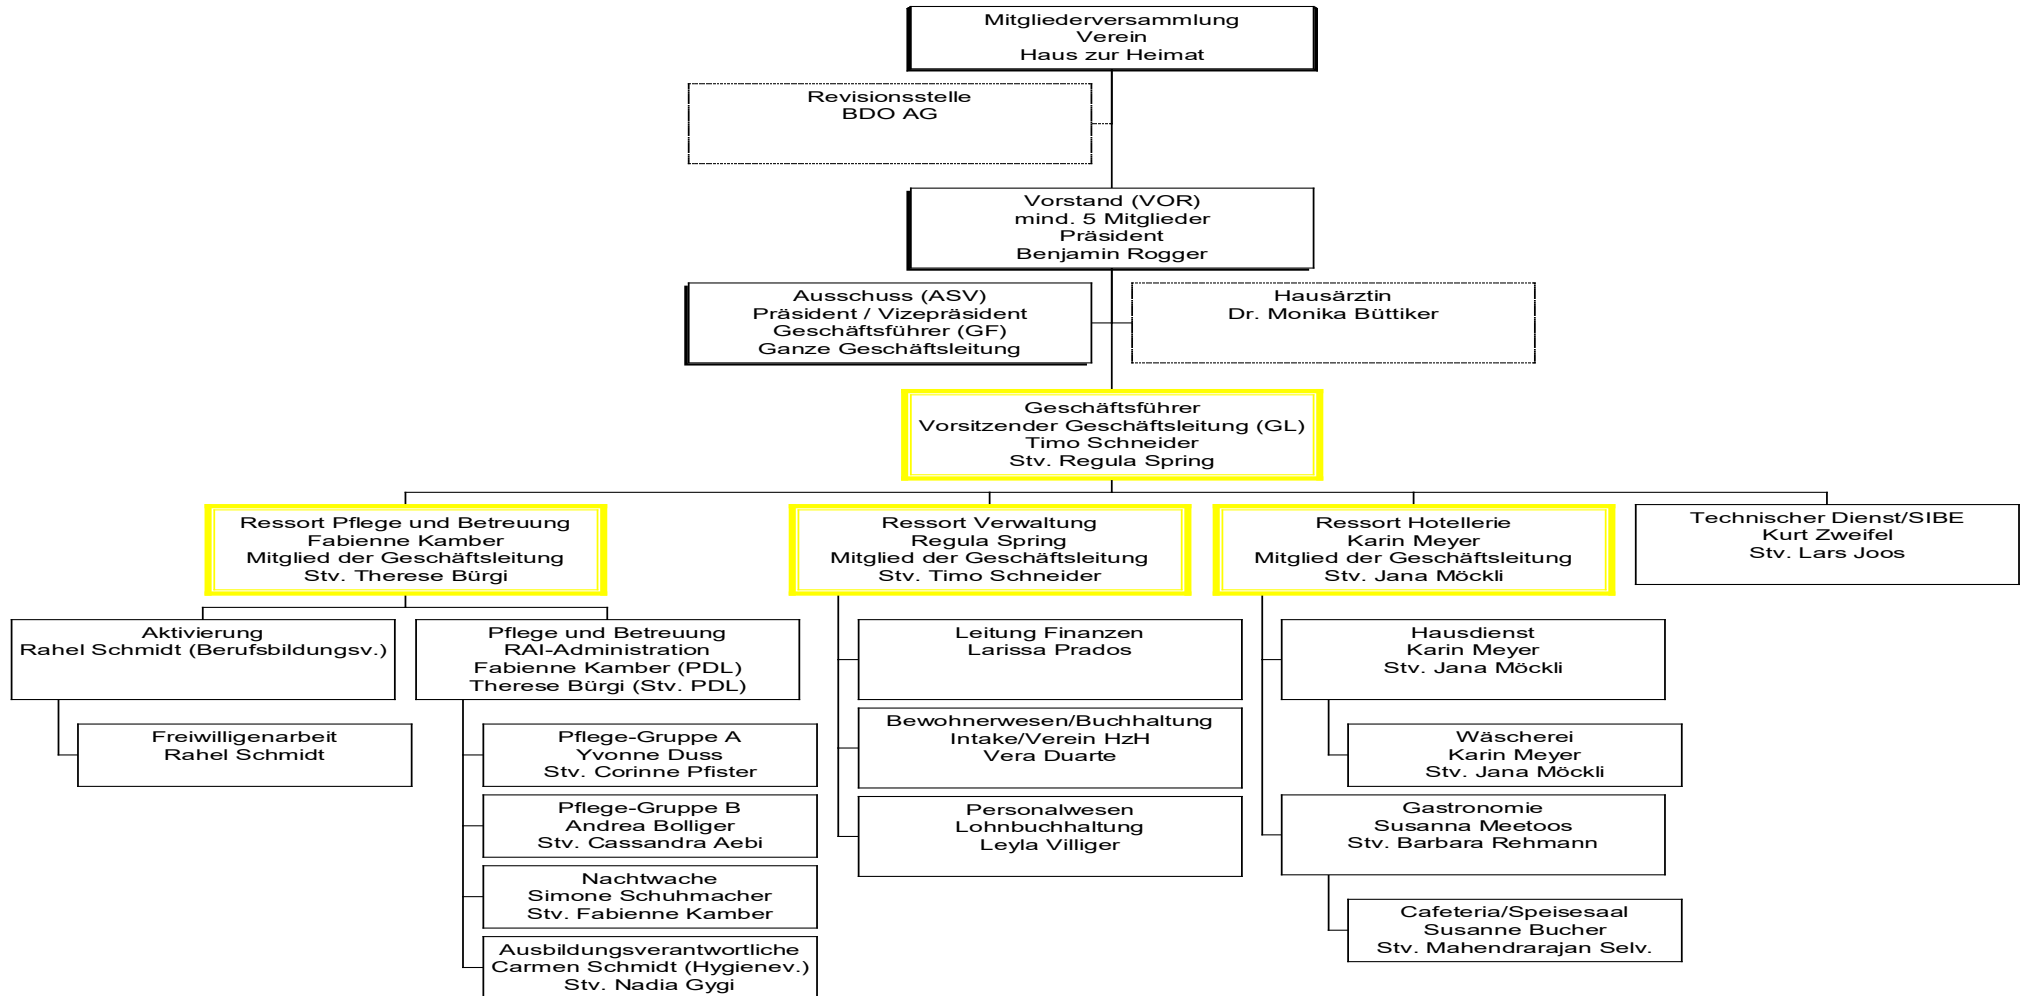 Mitgliederversammlung
Verein
Haus zur Heimat
Revisionsstelle
BDO AG
Vorstand (VOR)
mind. 5 Mitglieder
Präsident
Benjamin Rogger
Ausschuss (ASV)
Präsident / Vizepräsident
Geschäftsführer (GF)
Ganze Geschäftsleitung
Hausärztin
Dr. Monika Büttiker
Geschäftsführer
Vorsitzender Geschäftsleitung (GL)
Timo Schneider
Stv. Regula Spring
Ressort Pflege und Betreuung
Fabienne Kamber
Mitglied der Geschäftsleitung
Stv. Therese Bürgi
Ressort Verwaltung
Regula Spring
Mitglied der Geschäftsleitung
Stv. Timo Schneider
Ressort Hotellerie
Karin Meyer
Mitglied der Geschäftsleitung
Stv. Jana Möckli
Technischer Dienst/SIBE
Kurt Zweifel
Stv. Lars Joos
Aktivierung
Rahel Schmidt (Berufsbildungsv.)
Freiwilligenarbeit
Rahel Schmidt
Pflege und Betreuung
RAI-Administration
Fabienne Kamber (PDL)
Therese Bürgi (Stv. PDL)
Pflege-Gruppe A
Yvonne Duss
Stv. Corinne Pfister
Pflege-Gruppe B
Andrea Bolliger
Stv. Cassandra Aebi
Nachtwache
Simone Schuhmacher
Stv. Fabienne Kamber
Ausbildungsverantwortliche
Carmen Schmidt (Hygienev.)
Stv. Nadia Gygi
Leitung Finanzen
Larissa Prados
Bewohnerwesen/Buchhaltung
Intake/Verein HzH
Vera Duarte
Personalwesen
Lohnbuchhaltung
Leyla Villiger
Hausdienst
Karin Meyer
Stv. Jana Möckli
Wäscherei
Karin Meyer
Stv. Jana Möckli
Gastronomie
Susanna Meetoos
Stv. Barbara Rehmann
Cafeteria/Speisesaal
Susanne Bucher
Stv. Mahendrarajan Selv.